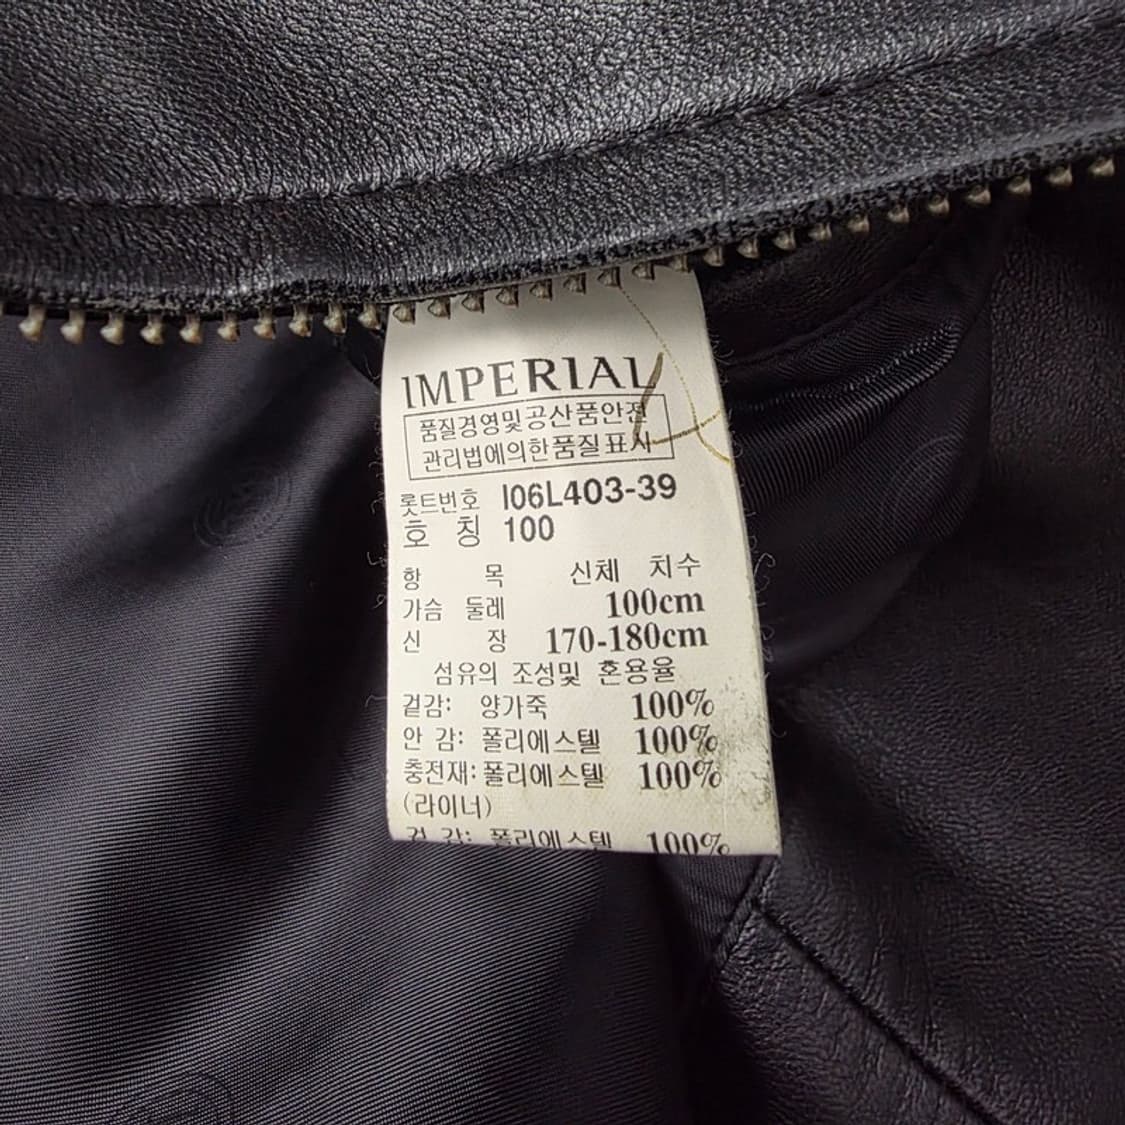 IMPERIAL
품질경영및공산품안전
관리법에의한품질표시
롯트번호 I06L403-39
호 칭 100
항 목 신체 치수
가슴 둘레 100cm
신 장 170-180cm
섬유의 조성및 혼용율
겉감: 양가죽 100%
안 감: 폴리에스텔 100%
충전재: 폴리에스텔 100%
(라이너)
겉 감: 폴리에스텔 100%